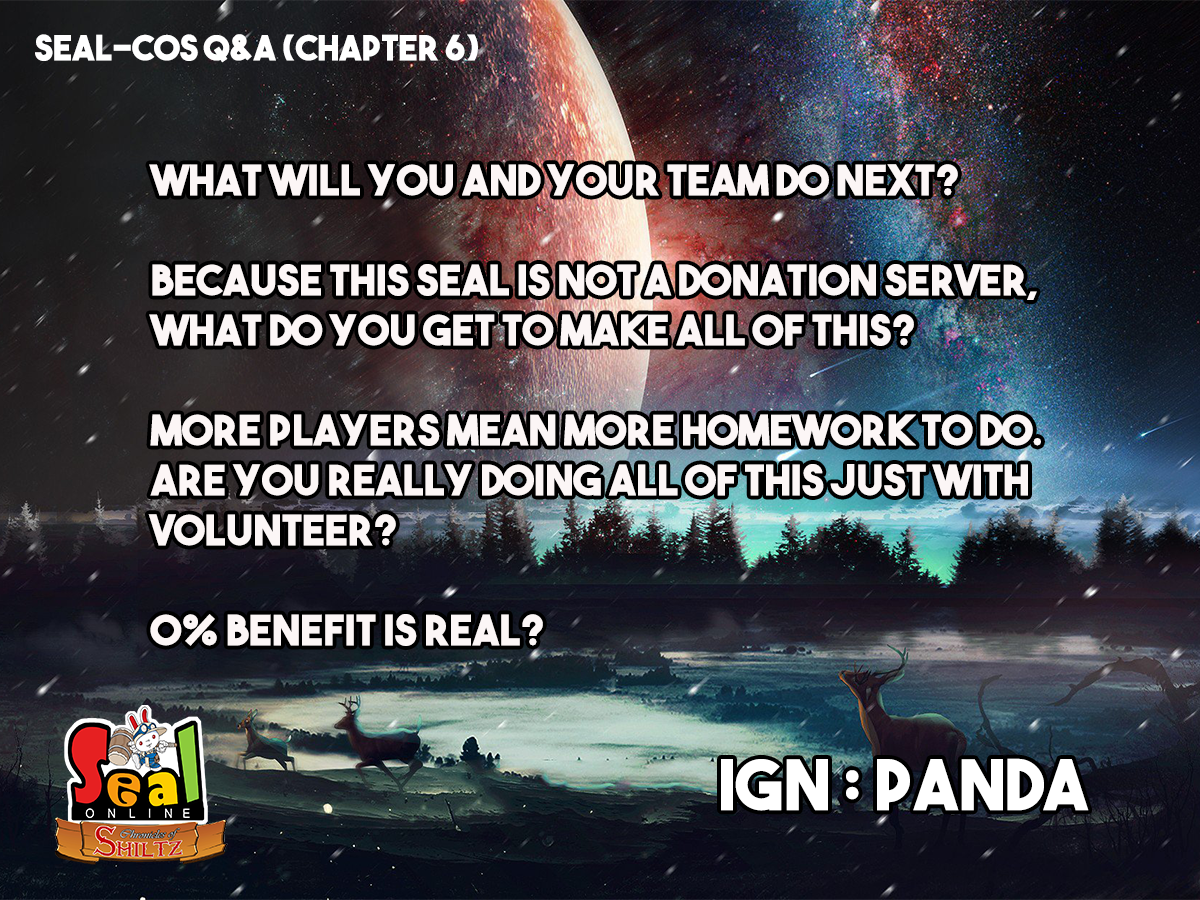 SEAL-COS Q&A (CHAPTER 6)
WHAT WILL YOU AND YOUR TEAM DO NEXT?
BECAUSE THIS SEAL IS NOT A DONATION SERVER,
WHAT DO YOU GET TO MAKE ALL OF THIS?
MORE PLAYERS MEAN MORE HOMEWORK TO DO.
ARE YOU REALLY DOING ALL OF THIS JUST WITH
VOLUNTEER?
0% BENEFIT IS REAL?
Seal
ONLINE
Chronicles of
SHILTZ
IGN : PANDA